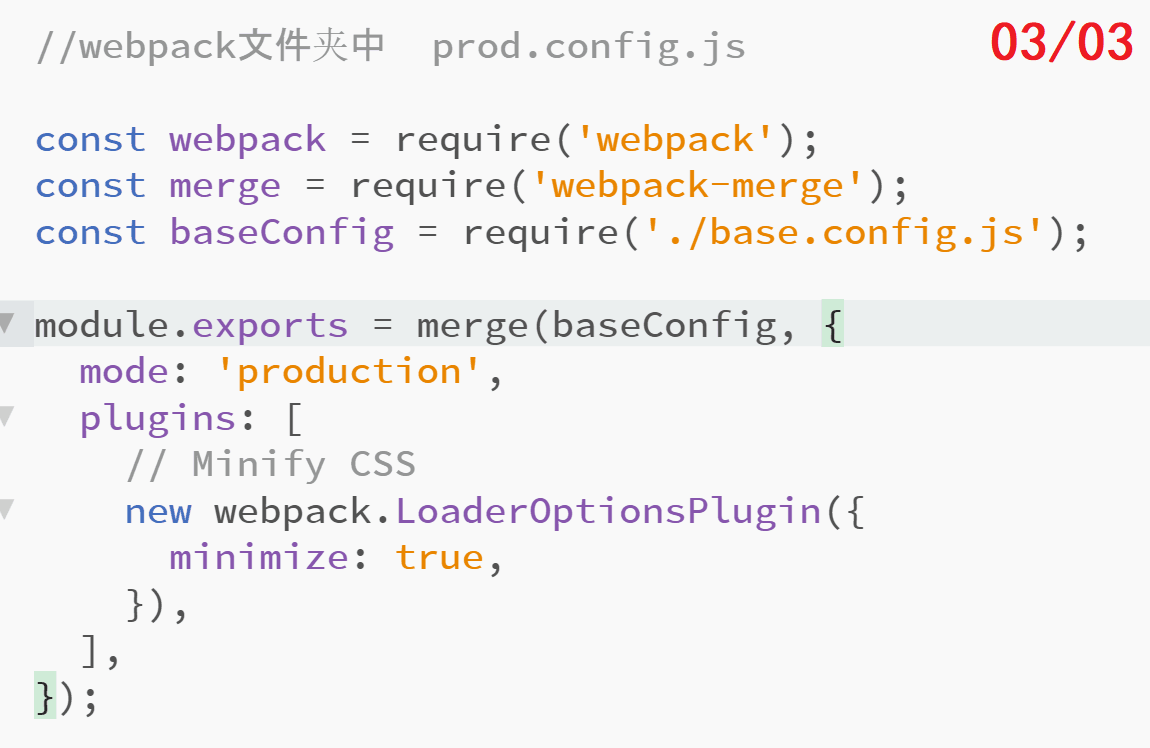 //webpack文件夹中  prod.config.js
03/03
const webpack = require('webpack');
const merge = require('webpack-merge');
const baseConfig = require('./base.config.js');
module.exports = merge(baseConfig, {
  mode: 'production',
  plugins: [
    // Minify CSS
    new webpack.LoaderOptionsPlugin({
      minimize: true,
    }),
  ],
});